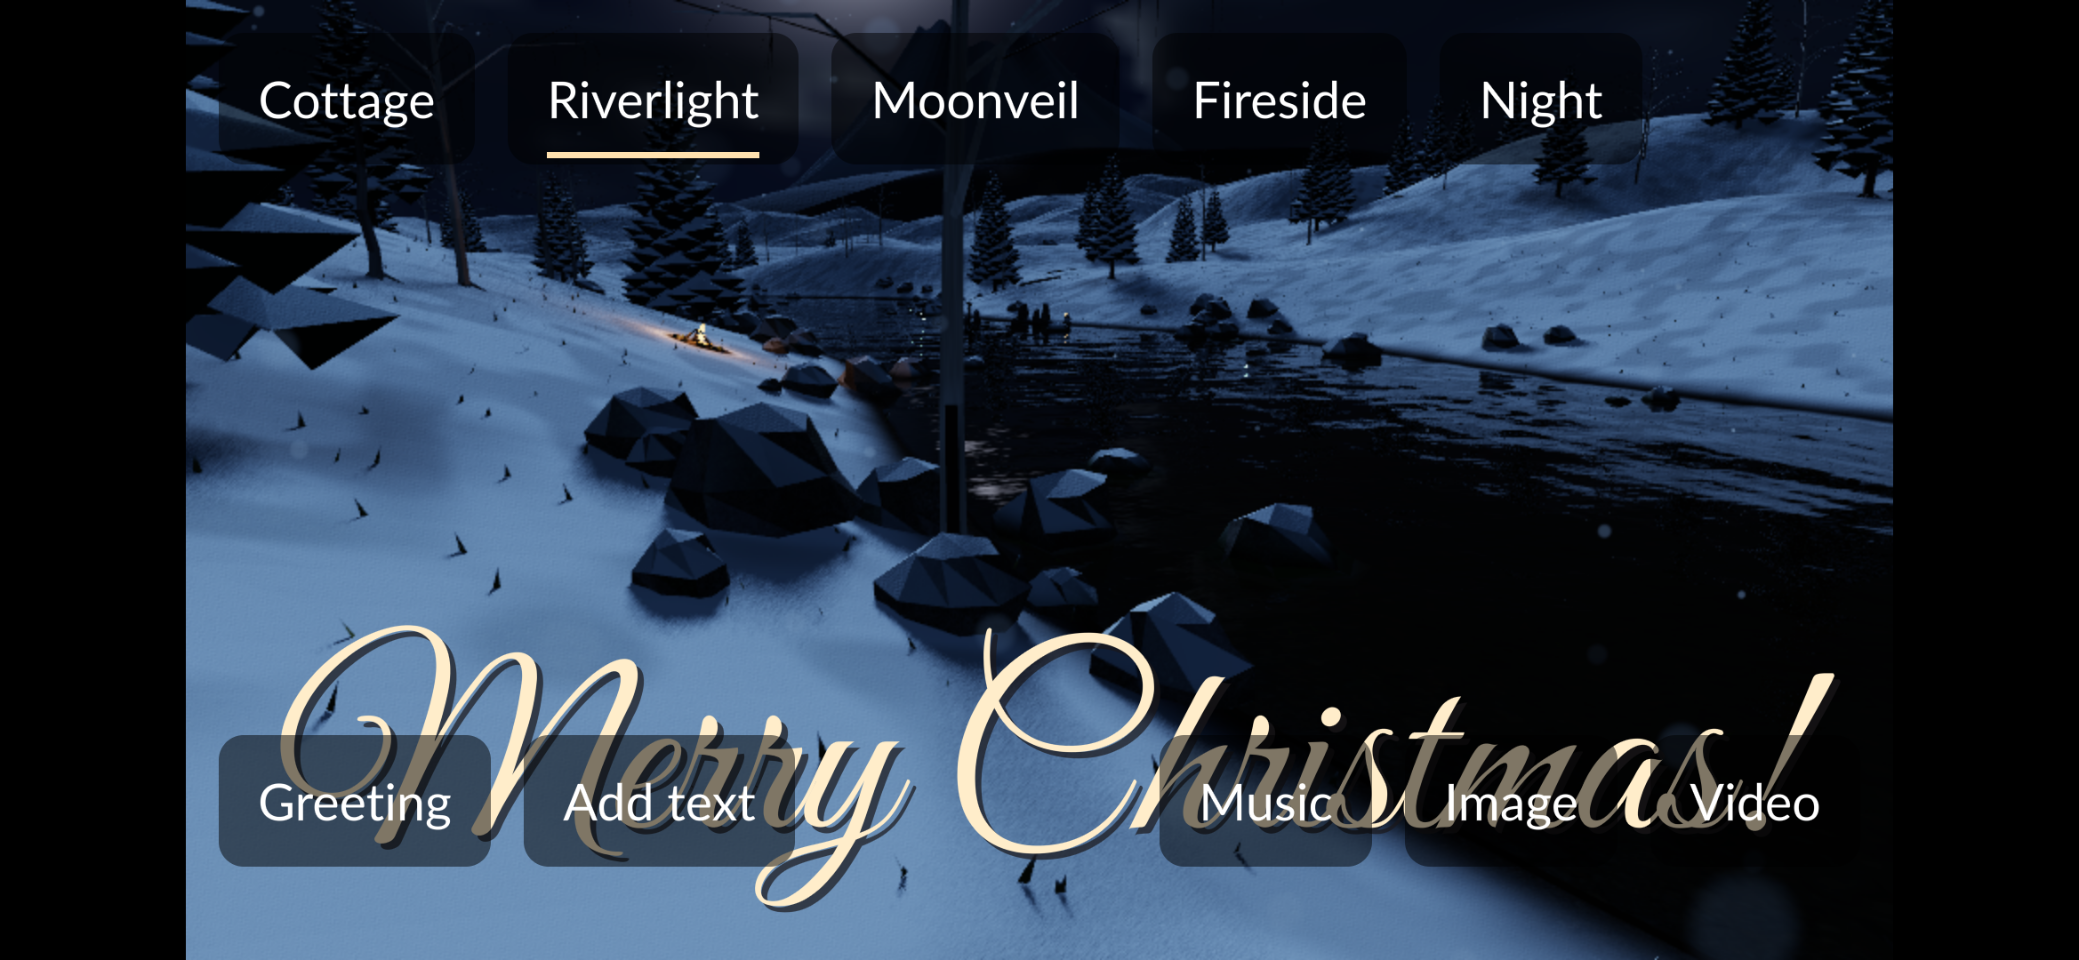 Cottage Riverlight Moonveil Fireside Night
Merry Christmas!
Greeting Add text Music Image Video